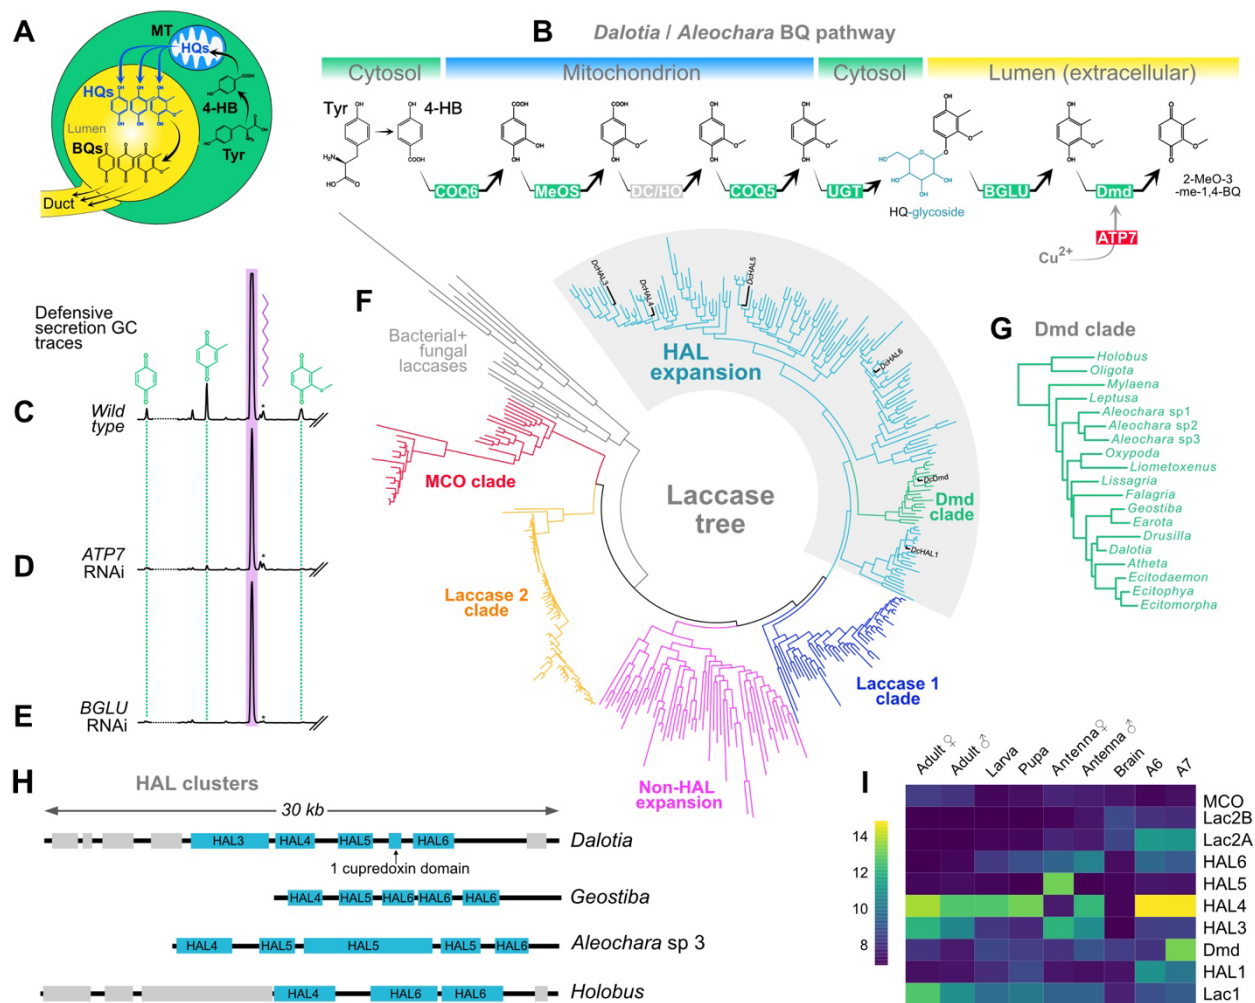 A
MT
HQs
HQs
4-HB
Lumen
BQs
Tyr
Duct
B
Dalotia / Aleochara BQ pathway
Cytosol
Mitochondrion
Cytosol
Lumen (extracellular)
Tyr
4-HB
COQ6
MeOS
DC/HO
COQ5
UGT
HQ-glycoside
BGLU
Dmd
2-MeO-3
-me-1,4-BQ
ATP7
Cu2+
Defensive
secretion GC
traces
C
Wild
type
*
D
ATP7
RNAi
*
E
BGLU
RNAi
*
F
Bacterial+
fungal
laccases
HAL
expansion
DcHAL3
DcHAL4
DcHAL5
DcHAL6
DcDmd
DcHAL1
MCO clade
Laccase
tree
Dmd
clade
Laccase 2
clade
Laccase 1
clade
Non-HAL
expansion
G
Dmd clade
Holobus
Oligota
Mylaena
Leptusa
Aleochara sp1
Aleochara sp2
Aleochara sp3
Oxypoda
Liometoxenus
Lissagria
Falagria
Geostiba
Earota
Drusilla
Dalotia
Atheta
Ecitodaemon
Ecitophya
Ecitomorpha
H
HAL clusters
30 kb
HAL3
HAL4
HAL5
HAL6
Dalotia
1 cupredoxin domain
HAL4
HAL5
HAL6
HAL6
HAL6
Geostiba
HAL4
HAL5
HAL5
HAL5
HAL6
Aleochara sp 3
HAL4
HAL6
HAL6
Holobus
I
Adult ♀
Adult ♂
Larva
Pupa
Antenna ♀
Antenna ♂
Brain
A6
A7
14
12
10
8
MCO
Lac2B
Lac2A
HAL6
HAL5
HAL4
HAL3
Dmd
HAL1
Lac1